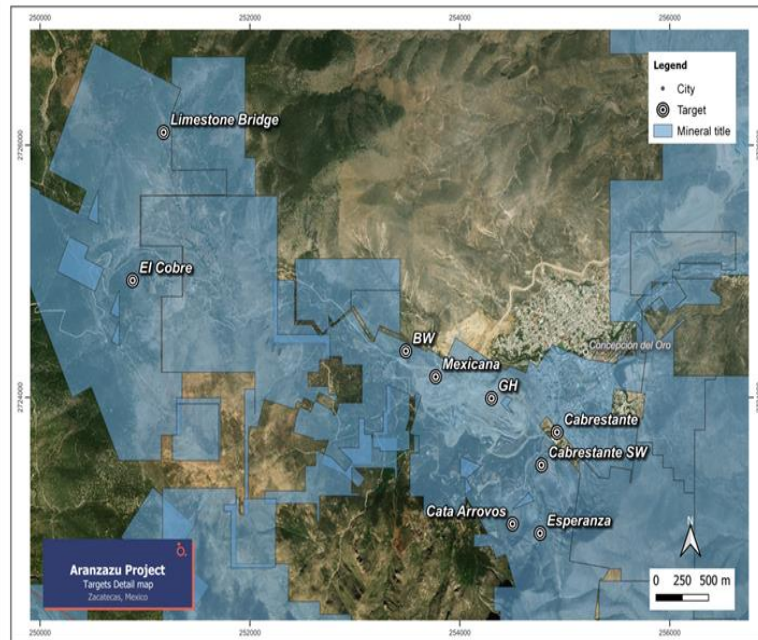 250000 252000 254000 256000
Legend
City
Target
Mineral title
Limestone Bridge
2726000
El Cobre
Concepcion del Oro
BW
Mexicana
GH
2724000
2724000
Cabrestante
Cabrestante SW
Cata Arroyos
Esperanza
N
Aranzazu Project
Targets Detail map
Zacatecas, Mexico
0 250 500 m
250000 252000 254000 256000